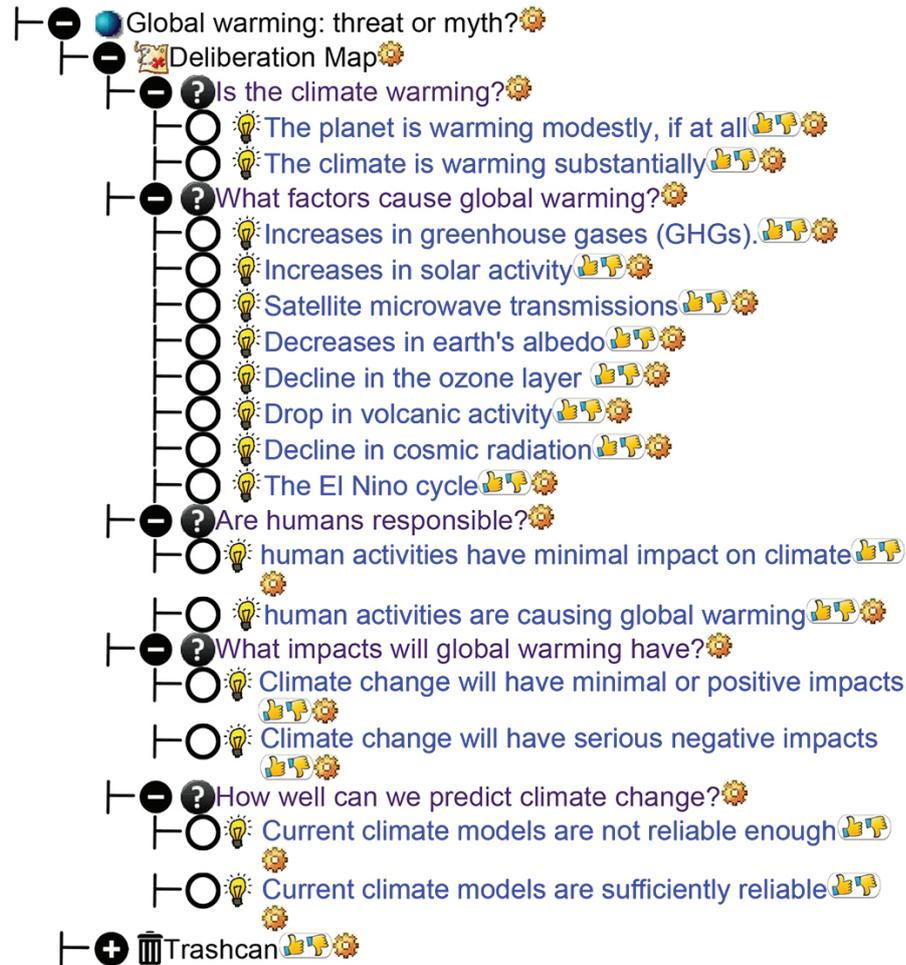 Global warming: threat or myth?
Deliberation Map
Is the climate warming?
The planet is warming modestly, if at all
The climate is warming substantially
What factors cause global warming?
Increases in greenhouse gases (GHGs).
Increases in solar activity
Satellite microwave transmissions
Decreases in earth's albedo
Decline in the ozone layer
Drop in volcanic activity
Decline in cosmic radiation
The El Nino cycle
Are humans responsible?
human activities have minimal impact on climate
human activities are causing global warming
What impacts will global warming have?
Climate change will have minimal or positive impacts
Climate change will have serious negative impacts
How well can we predict climate change?
Current climate models are not reliable enough
Current climate models are sufficiently reliable
Trashcan